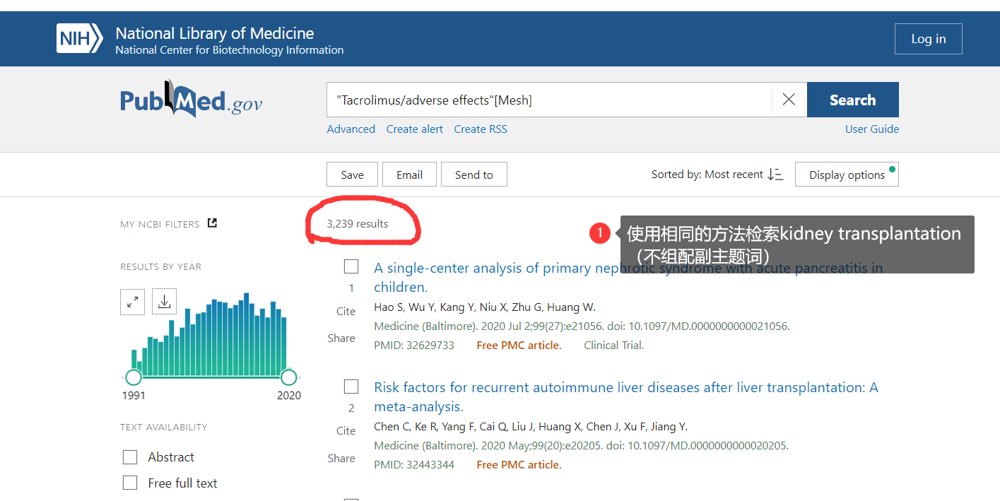 NIH
National Library of Medicine
National Center for Biotechnology Information
Log in
PubMed.gov
"Tacrolimus/adverse effects"[Mesh]
Search
Advanced Create alert Create RSS
User Guide
Save Email Send to
Sorted by: Most recent
Display options
MY NCBI FILTERS
3,239 results
1
使用相同的方法检索kidney transplantation
（不组配副主题词）
RESULTS BY YEAR
1991 2020
TEXT AVAILABILITY
Abstract
Free full text
A single-center analysis of primary nephrotic syndrome with acute pancreatitis in
children.
1
Cite
Share
Hao S, Wu Y, Kang Y, Niu X, Zhu G, Huang W.
Medicine (Baltimore). 2020 Jul 2;99(27):e21056. doi: 10.1097/MD.0000000000021056.
PMID: 32629733 Free PMC article. Clinical Trial.
Risk factors for recurrent autoimmune liver diseases after liver transplantation: A
meta-analysis.
2
Cite
Share
Chen C, Ke R, Yang F, Cai Q, Liu J, Huang X, Chen J, Xu F, Jiang Y.
Medicine (Baltimore). 2020 May;99(20):e20205. doi: 10.1097/MD.0000000000020205.
PMID: 32443344 Free PMC article.